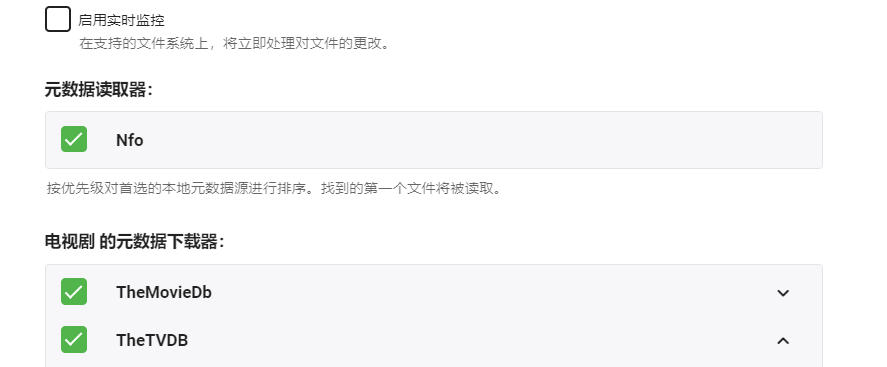 启用实时监控
在支持的文件系统上，将立即处理对文件的更改。
元数据读取器：
Nfo
按优先级对首选的本地元数据源进行排序。找到的第一个文件将被读取。
电视剧 的元数据下载器：
TheMovieDb
TheTVDB